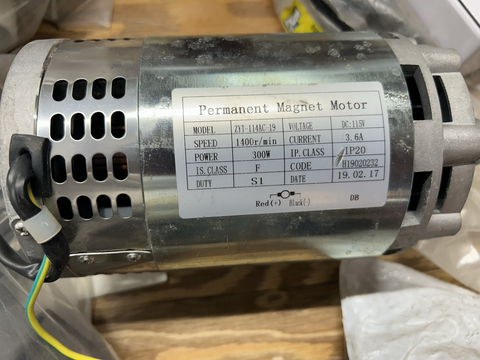 Permanent Magnet Motor
MODEL ZYT-114AC-19 VOLTAGE DC:115V
SPEED 1400r/min CURRENT 3.6A
POWER 300W IP.CLASS IP20
IS.CLASS F CODE H19020232
DUTY S1 DATE 19.02.17
Red(+) Black(-) DB